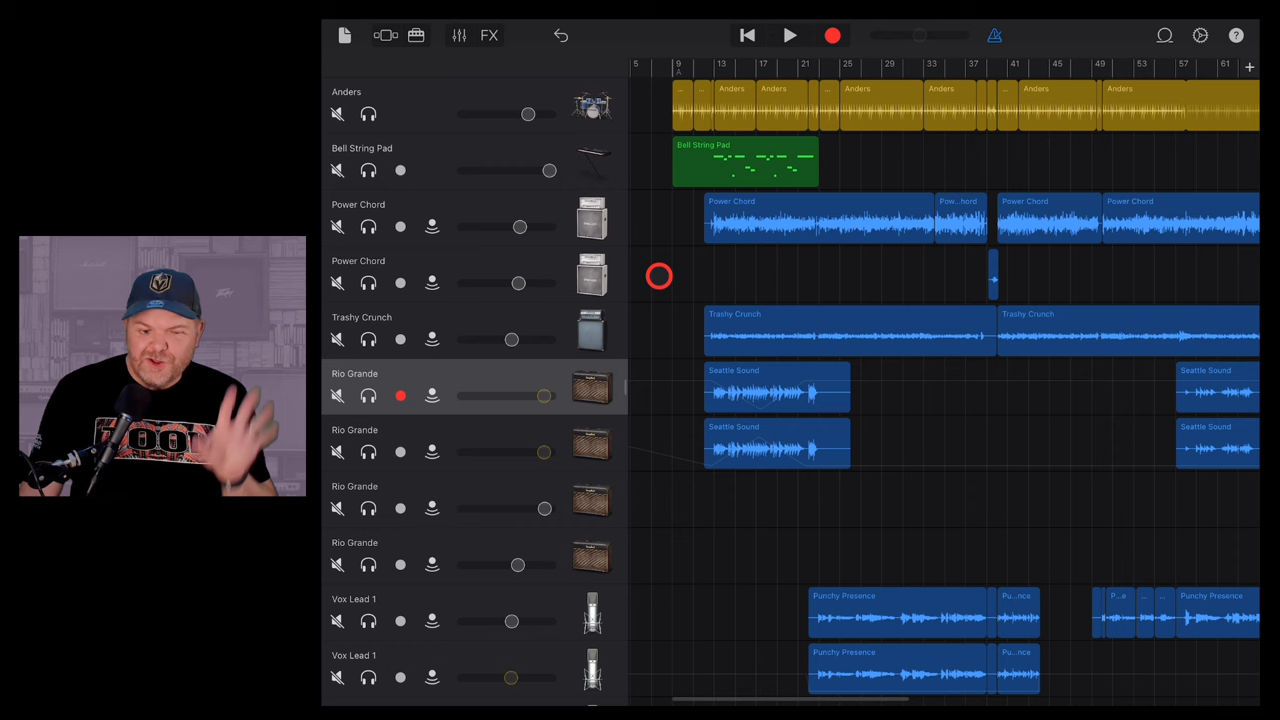 FX
5 9 13 17 21 25 29 33 37 41 45 49 53 57 61 +
A
Anders
... ... Anders Anders ... Anders Anders ... Anders Anders
Bell String Pad
Bell String Pad
Power Chord
Power Chord Pow...hord Power Chord Power Chord
Power Chord
Trashy Crunch
Trashy Crunch Trashy Crunch
Rio Grande
Seattle Sound Seattle Sound
Rio Grande
Seattle Sound Seattle Sound
Rio Grande
Rio Grande
Vox Lead 1
Punchy Presence Pu...nce P...e ... ... Punchy Presence
Vox Lead 1
Punchy Presence Pu...nce